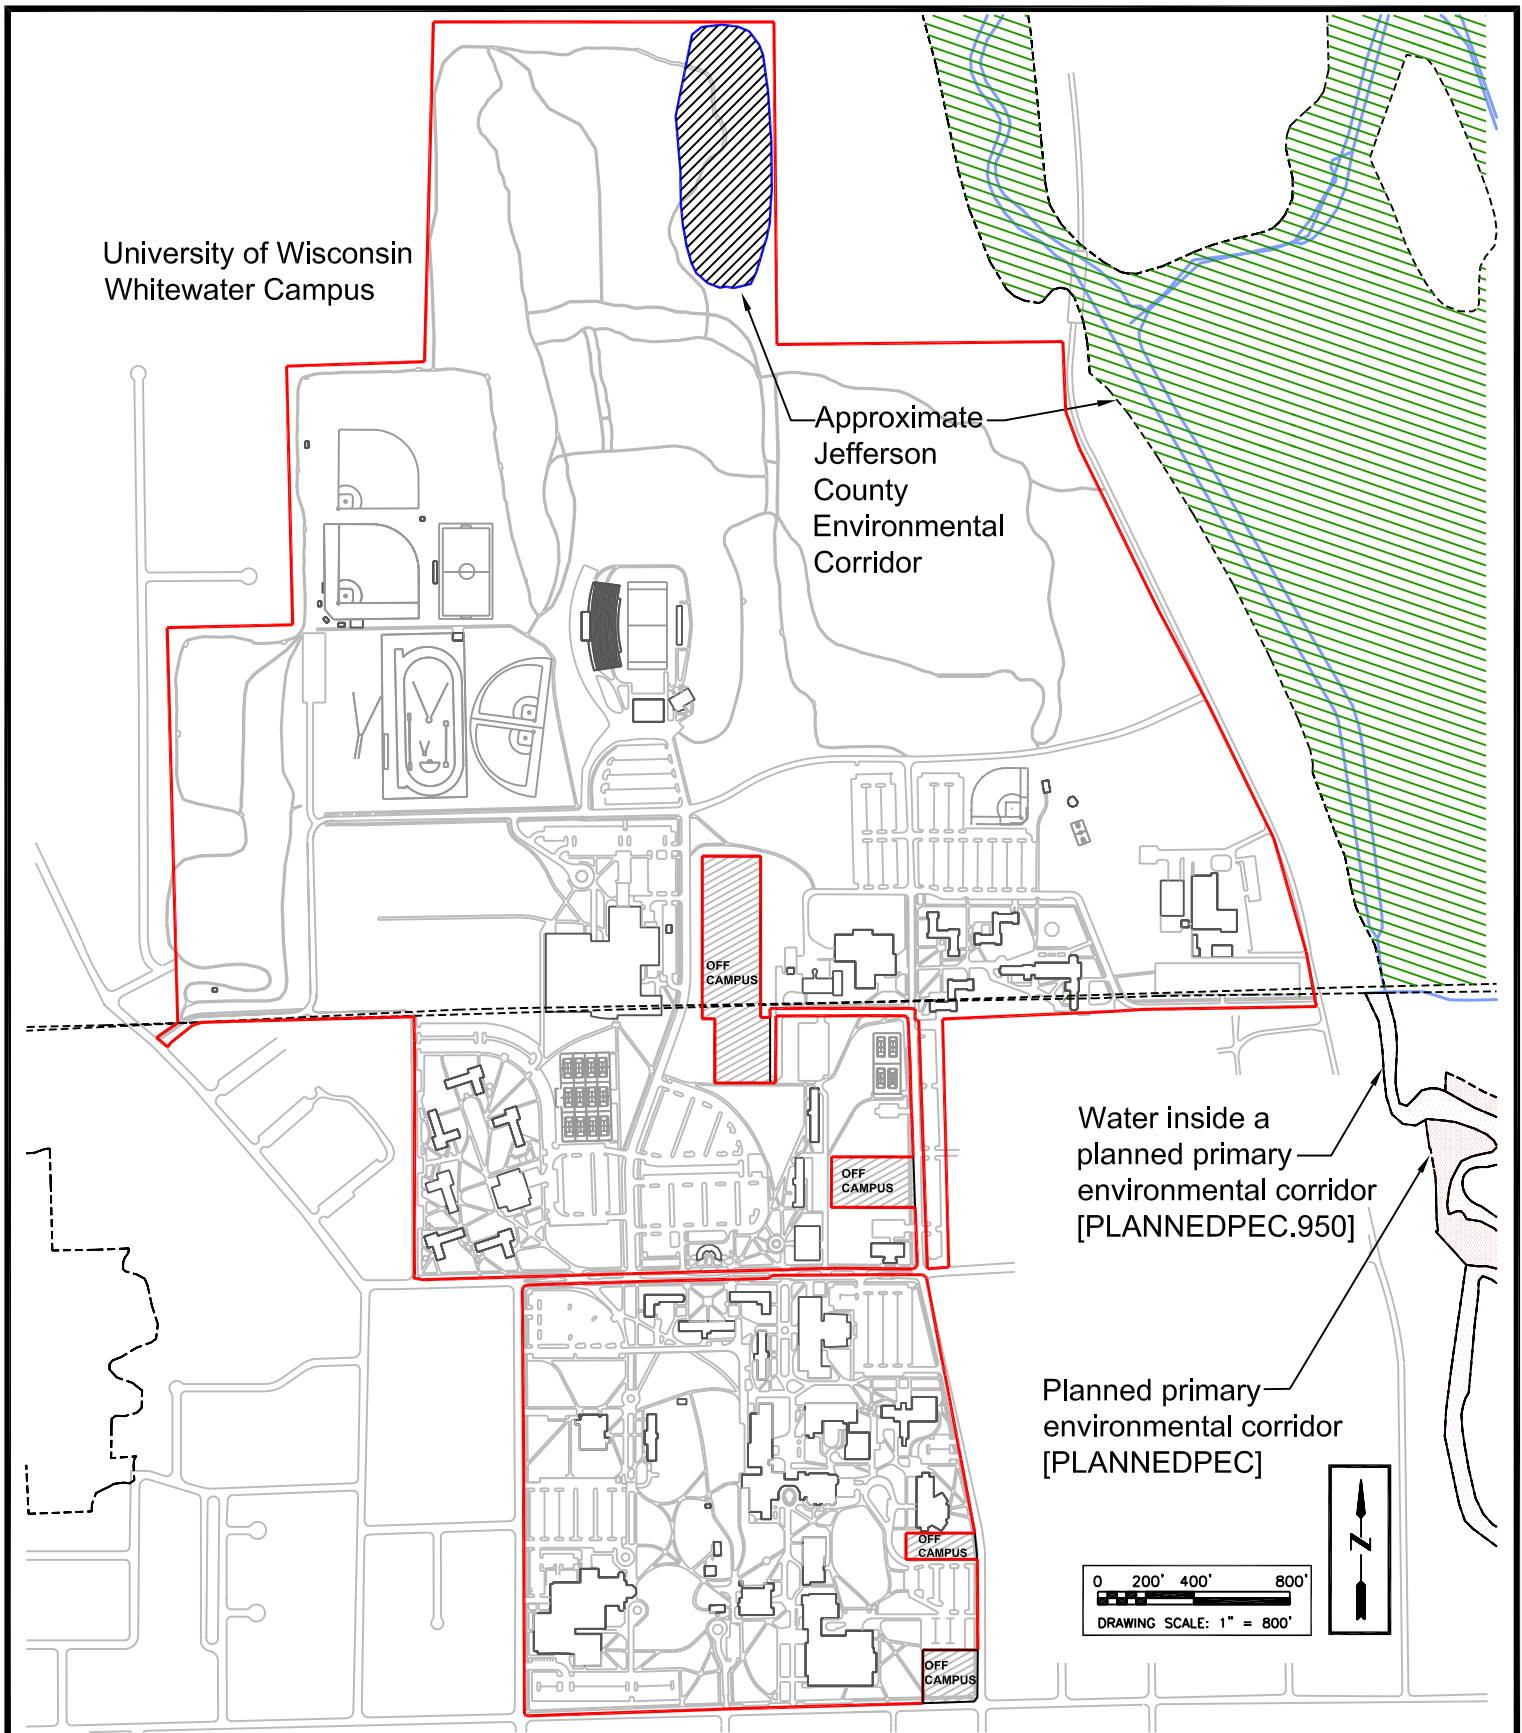 University of Wisconsin
Whitewater Campus
Approximate
Jefferson
County
Environmental
Corridor
OFF
CAMPUS
OFF
CAMPUS
Water inside a
planned primary
environmental corridor
[PLANNEDPEC.950]
Planned primary
environmental corridor
[PLANNEDPEC]
OFF
CAMPUS
OFF
CAMPUS
N
0 200' 400' 800'
DRAWING SCALE: 1" = 800'